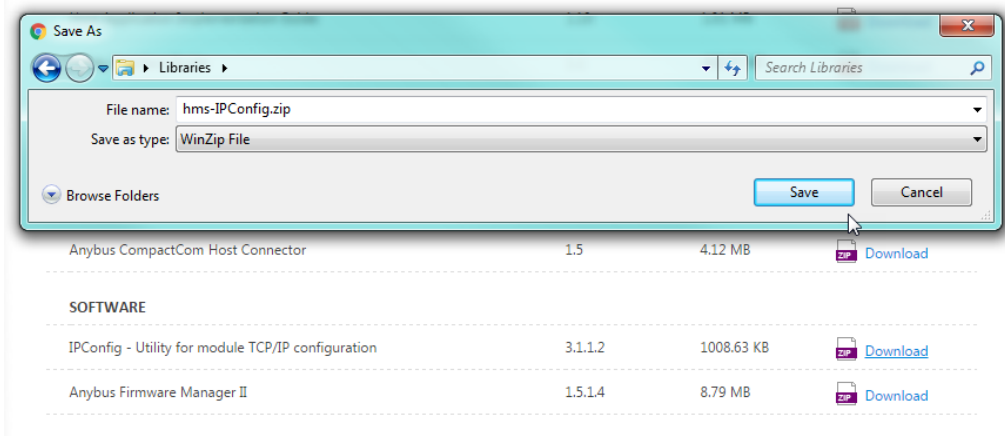 Save As
Libraries
Search Libraries
File name: hms-IPConfig.zip
Save as type: WinZip File
Browse Folders
Save Cancel
Anybus CompactCom Host Connector 1.5 4.12 MB ZIP Download
SOFTWARE
IPConfig - Utility for module TCP/IP configuration 3.1.1.2 1008.63 KB ZIP Download
Anybus Firmware Manager II 1.5.1.4 8.79 MB ZIP Download